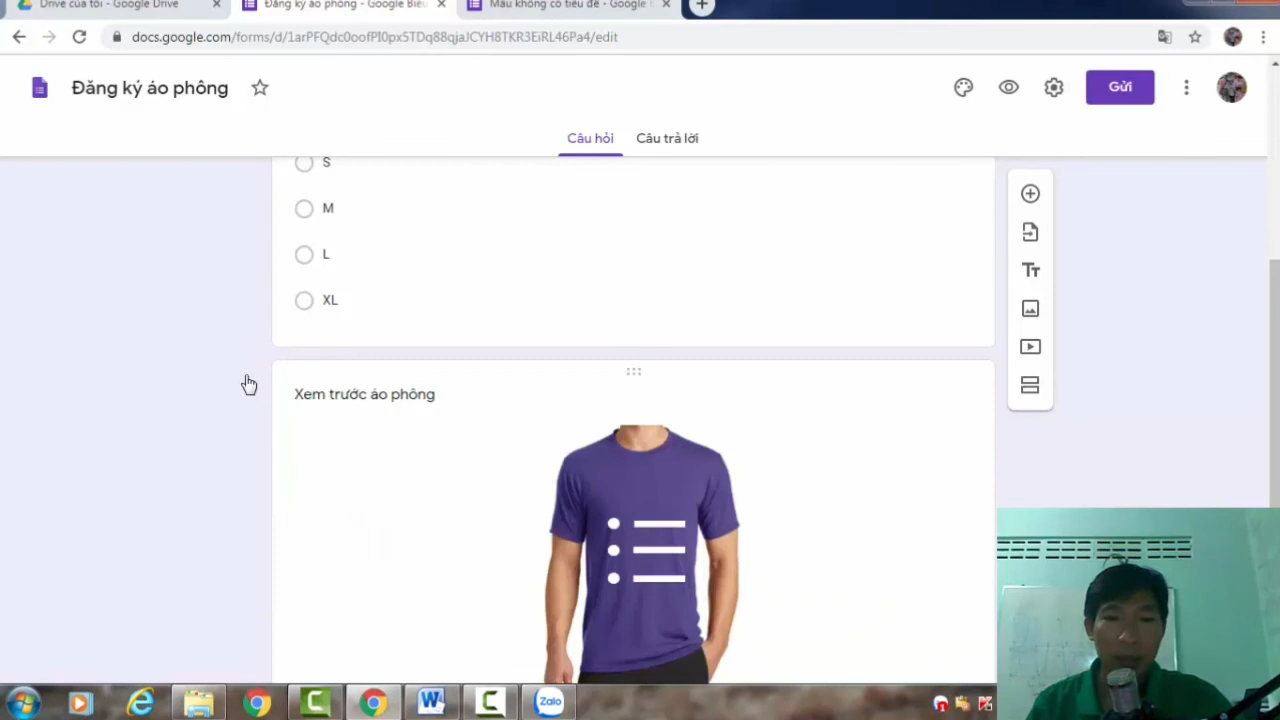 Drive của tôi - Google Drive
Đăng ký áo phông - Google Biểu
Mẫu không có tiêu đề - Google
docs.google.com/forms/d/1arPFQdc0oofPI0px5TDq88qjaJCYH8TKR3EiRL46Pa4/edit
Đăng ký áo phông
Gửi
Câu hỏi
Câu trả lời
S
M
L
XL
Tт
Xem trước áo phông
Zalo